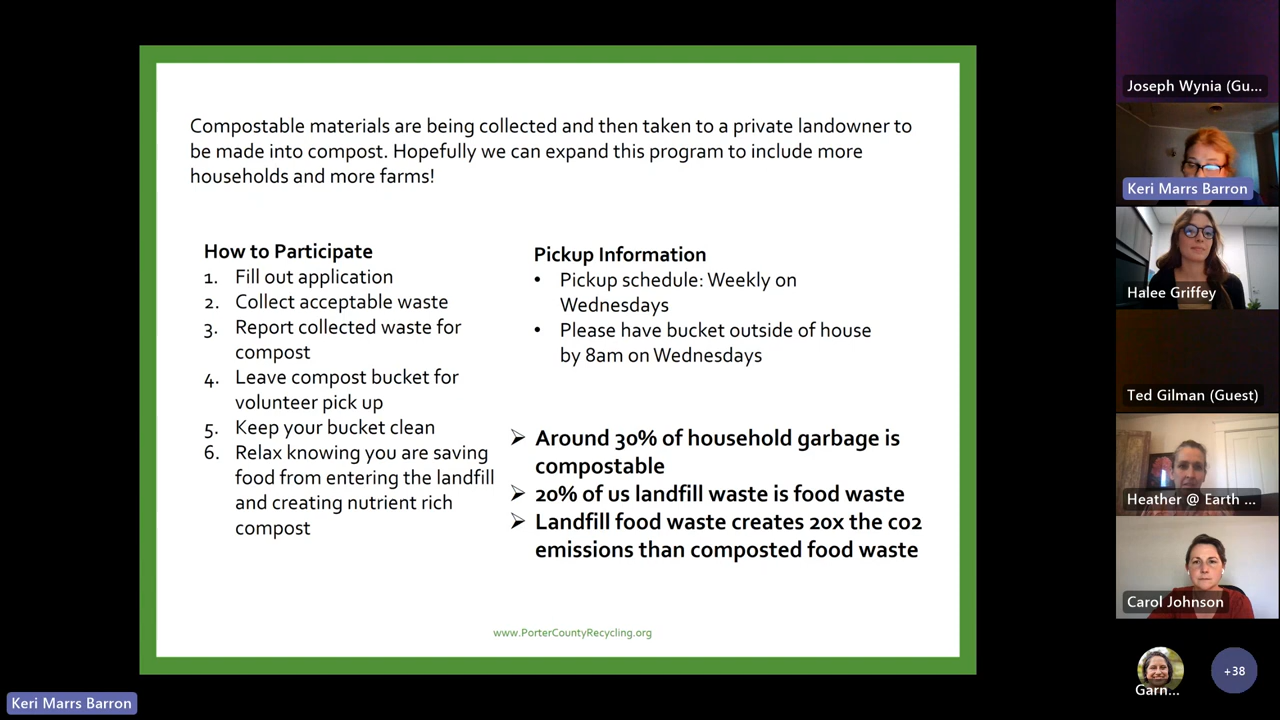 Compostable materials are being collected and then taken to a private landowner to
be made into compost. Hopefully we can expand this program to include more
households and more farms!
How to Participate
1. Fill out application
2. Collect acceptable waste
3. Report collected waste for
compost
4. Leave compost bucket for
volunteer pick up
5. Keep your bucket clean
6. Relax knowing you are saving
food from entering the landfill
and creating nutrient rich
compost
Pickup Information
• Pickup schedule: Weekly on
Wednesdays
• Please have bucket outside of house
by 8am on Wednesdays
➢ Around 30% of household garbage is
compostable
➢ 20% of us landfill waste is food waste
➢ Landfill food waste creates 20x the co2
emissions than composted food waste
www.PorterCountyRecycling.org
Keri Marrs Barron
Joseph Wynia (Gu...
Keri Marrs Barron
Halee Griffey
Ted Gilman (Guest)
Heather @ Earth ...
Carol Johnson
Garn...
+38